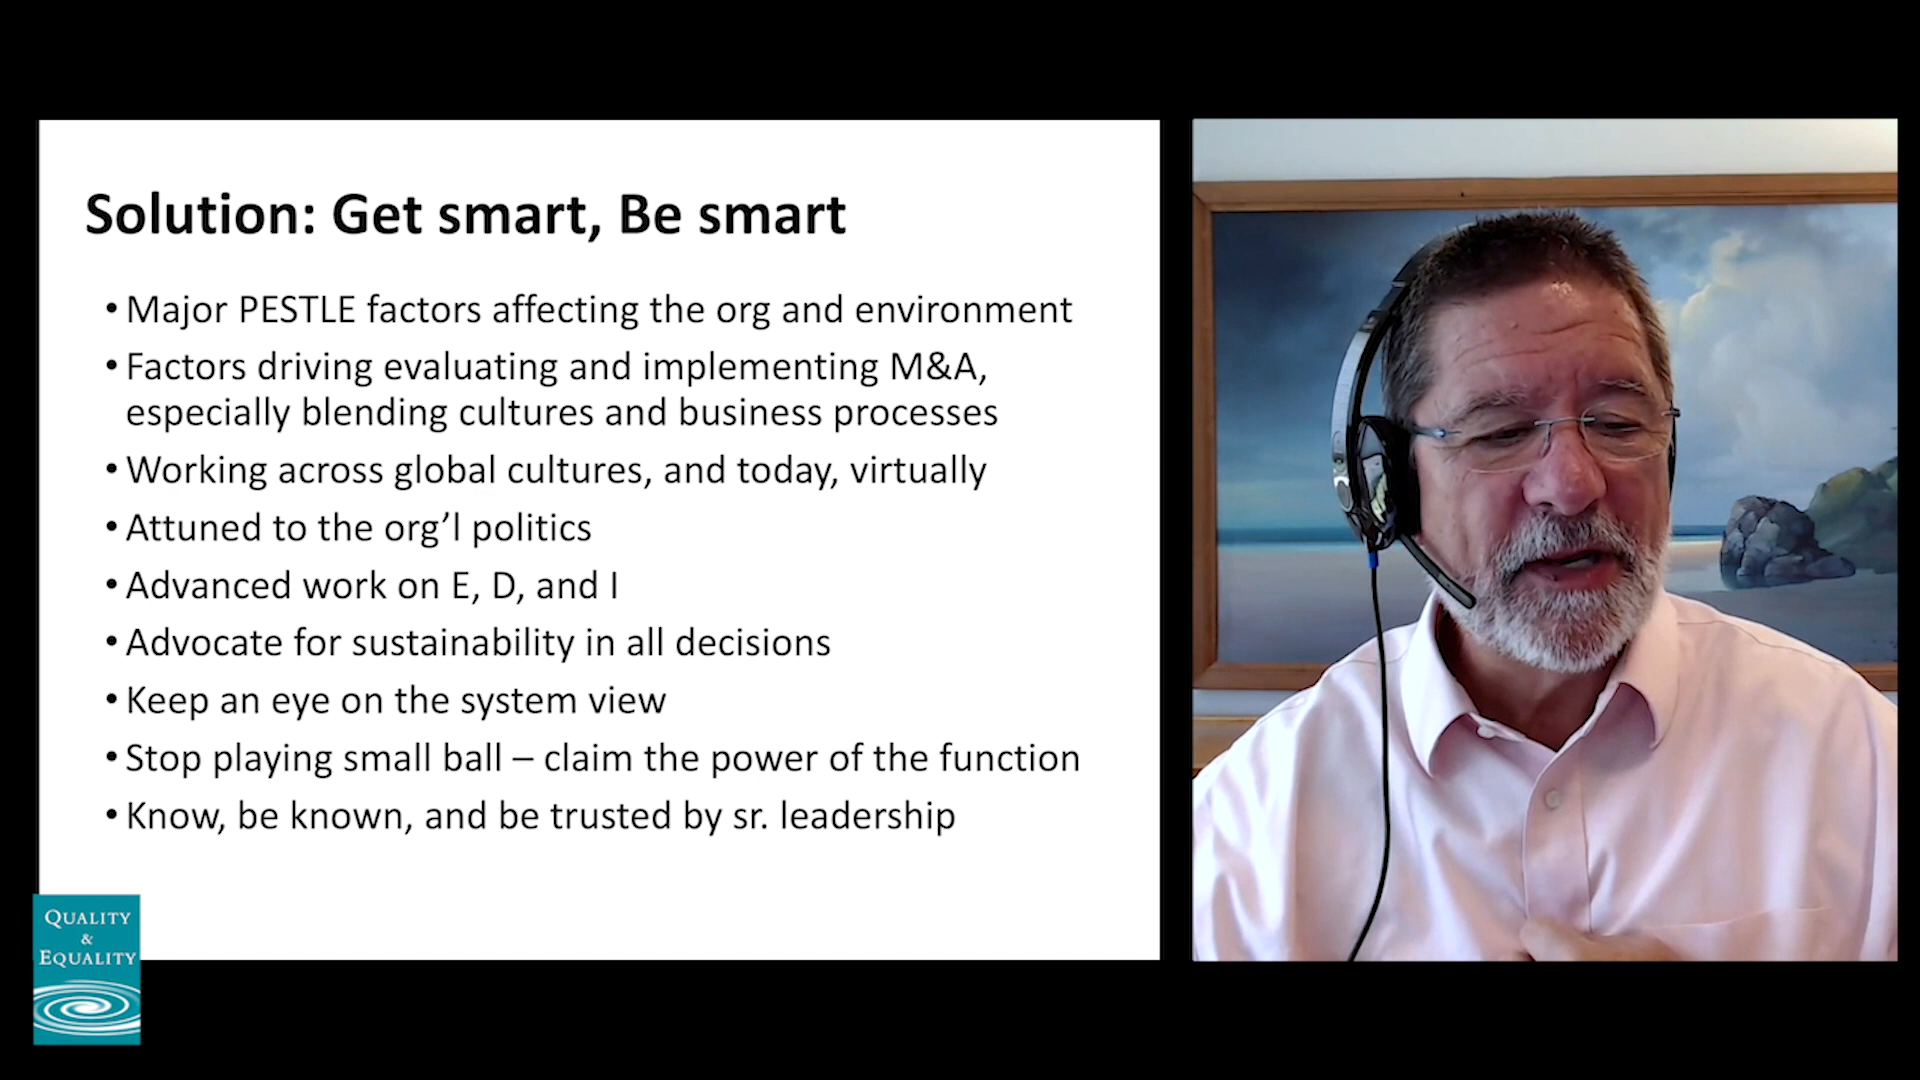 Solution: Get smart, Be smart
• Major PESTLE factors affecting the org and environment
• Factors driving evaluating and implementing M&A,
especially blending cultures and business processes
• Working across global cultures, and today, virtually
• Attuned to the org’l politics
• Advanced work on E, D, and I
• Advocate for sustainability in all decisions
• Keep an eye on the system view
• Stop playing small ball – claim the power of the function
• Know, be known, and be trusted by sr. leadership
QUALITY
&
EQUALITY